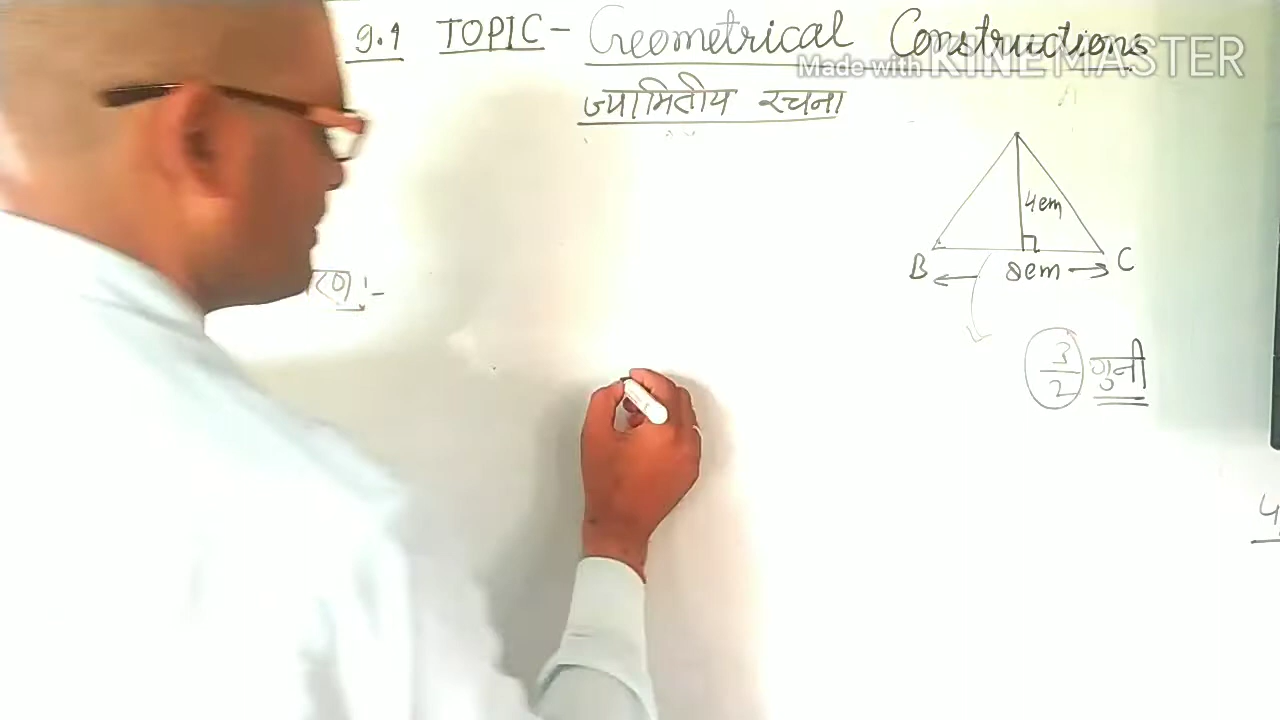 9.1 TOPIC - Geometrical Constructions
Made with KINEMASTER
ज्यामितीय रचना
4cm
B 8cm C
3/2 गुनी